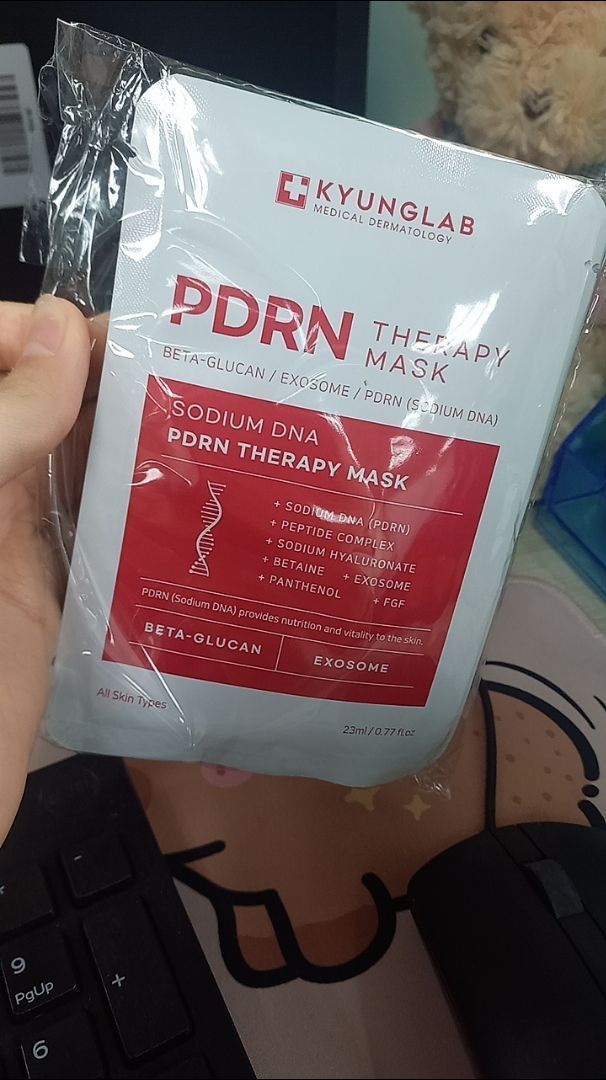 KYUNGLAB
MEDICAL DERMATOLOGY
PDRN THERAPY
MASK
BETA-GLUCAN / EXOSOME / PDRN (SODIUM DNA)
SODIUM DNA
PDRN THERAPY MASK
+ SODIUM DNA (PDRN)
+ PEPTIDE COMPLEX
+ SODIUM HYALURONATE
+ BETAINE + EXOSOME
+ PANTHENOL + FGF
PDRN (Sodium DNA) provides nutrition and vitality to the skin.
BETA-GLUCAN EXOSOME
All Skin Types
23ml / 0.77 fl.oz
-
9
PgUp
+
6